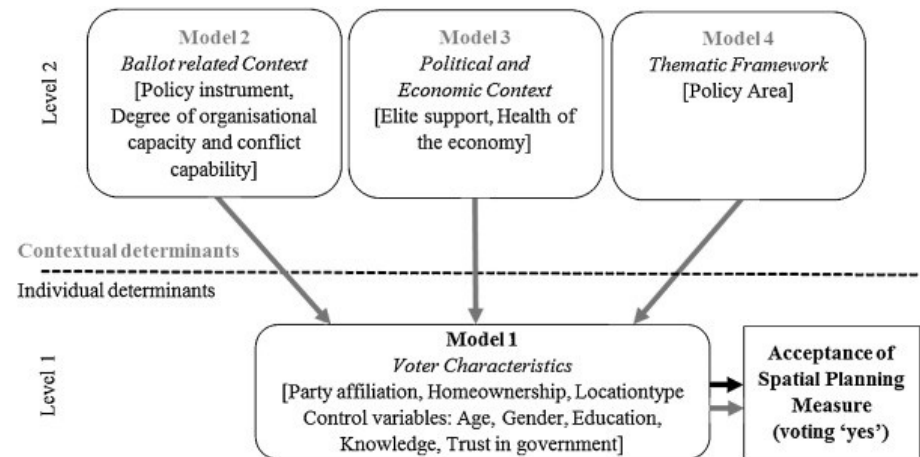 Level 2
Model 2
Ballot related Context
[Policy instrument,
Degree of organisational
capacity and conflict
capability]
Model 3
Political and
Economic Context
[Elite support, Health of
the economy]
Model 4
Thematic Framework
[Policy Area]
Contextual determinants
Individual determinants
Level 1
Model 1
Voter Characteristics
[Party affiliation, Homeownership, Locationtype
Control variables: Age, Gender, Education,
Knowledge, Trust in government]
Acceptance of
Spatial Planning
Measure
(voting ‘yes’)